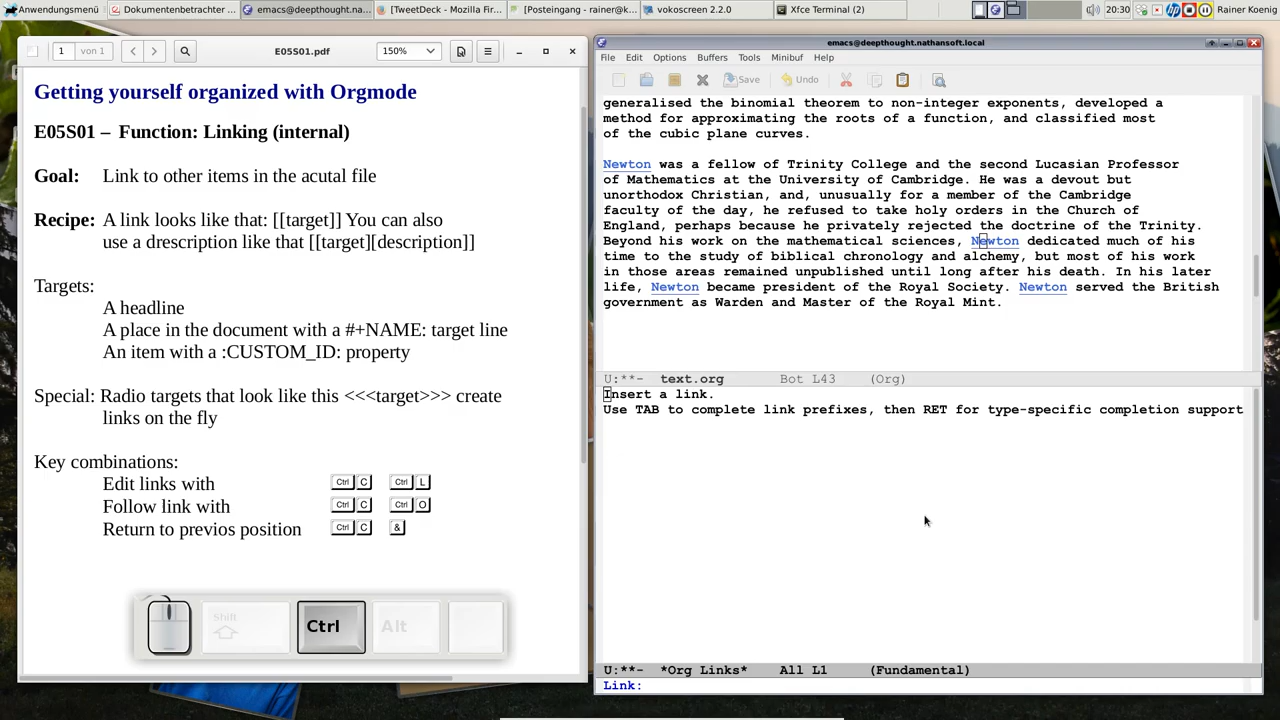 Anwendungsmenü
Dokumentenbetrachter ...
emacs@deepthought.na...
[TweetDeck - Mozilla Fir...
[Posteingang - rainer@k...
vokoscreen 2.2.0
Xfce Terminal (2)
20:30
Rainer Koenig
1 von 1
E05S01.pdf
150%
Getting yourself organized with Orgmode
E05S01 – Function: Linking (internal)
Goal: Link to other items in the acutal file
Recipe: A link looks like that: [[target]] You can also
use a drescription like that [[target][description]]
Targets:
A headline
A place in the document with a #+NAME: target line
An item with a :CUSTOM_ID: property
Special: Radio targets that look like this <<<target>>> create
links on the fly
Key combinations:
Edit links with Ctrl C Ctrl L
Follow link with Ctrl C Ctrl O
Return to previos position Ctrl C &
Shift
Ctrl
Alt
emacs@deepthought.nathansoft.local
File Edit Options Buffers Tools Minibuf Help
Save Undo
generalised the binomial theorem to non-integer exponents, developed a
method for approximating the roots of a function, and classified most
of the cubic plane curves.
Newton was a fellow of Trinity College and the second Lucasian Professor
of Mathematics at the University of Cambridge. He was a devout but
unorthodox Christian, and, unusually for a member of the Cambridge
faculty of the day, he refused to take holy orders in the Church of
England, perhaps because he privately rejected the doctrine of the Trinity.
Beyond his work on the mathematical sciences, Newton dedicated much of his
time to the study of biblical chronology and alchemy, but most of his work
in those areas remained unpublished until long after his death. In his later
life, Newton became president of the Royal Society. Newton served the British
government as Warden and Master of the Royal Mint.
U:**- text.org Bot L43 (Org)
Insert a link.
Use TAB to complete link prefixes, then RET for type-specific completion support
U:**- *Org Links* All L1 (Fundamental)
Link: